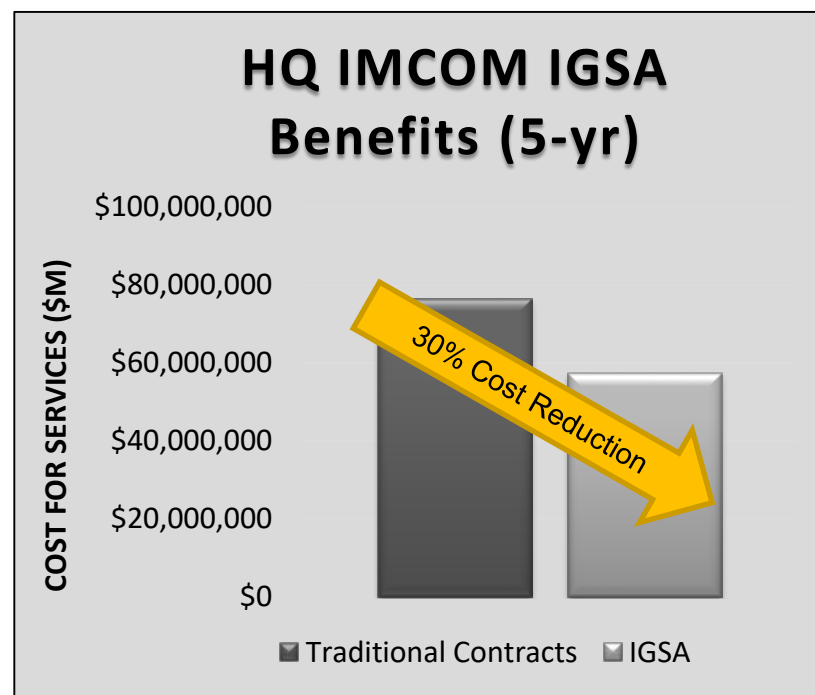 HQ IMCOM IGSA
Benefits (5-yr)
COST FOR SERVICES ($M)
$100,000,000
$80,000,000
$60,000,000
$40,000,000
$20,000,000
$0
30% Cost Reduction
Traditional Contracts
IGSA